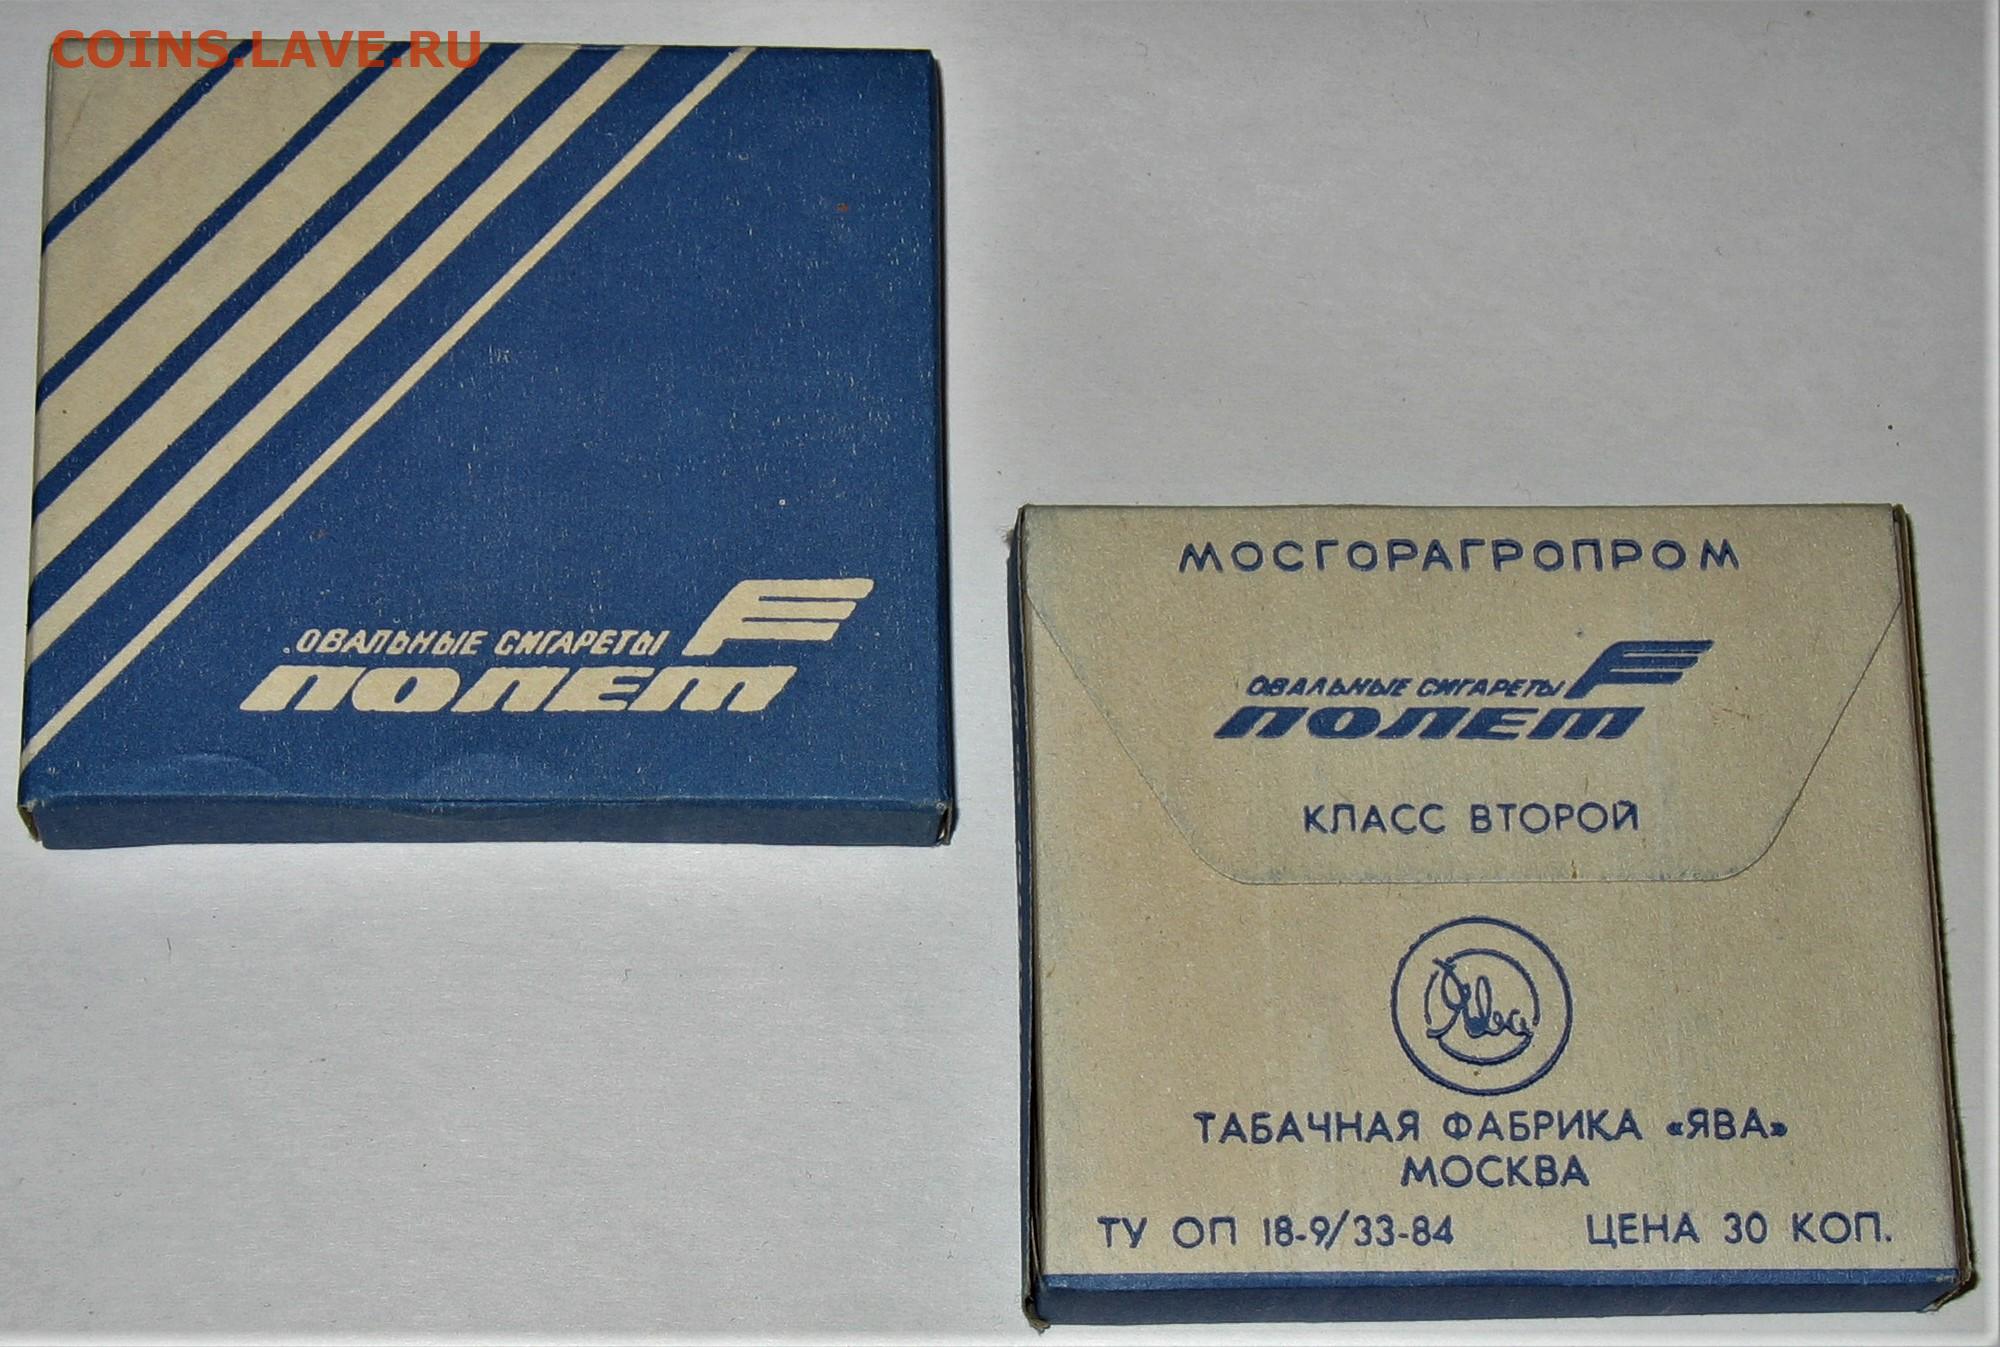 COINS.LAVE.RU
ОВАЛЬНЫЕ СИГАРЕТЫ
ПОЛЕТ
МОСГОРАГРОПРОМ
ОВАЛЬНЫЕ СИГАРЕТЫ
ПОЛЕТ
КЛАСС ВТОРОЙ
Ява
ТАБАЧНАЯ ФАБРИКА «ЯВА»
МОСКВА
ТУ ОП 18-9/33-84 ЦЕНА 30 КОП.